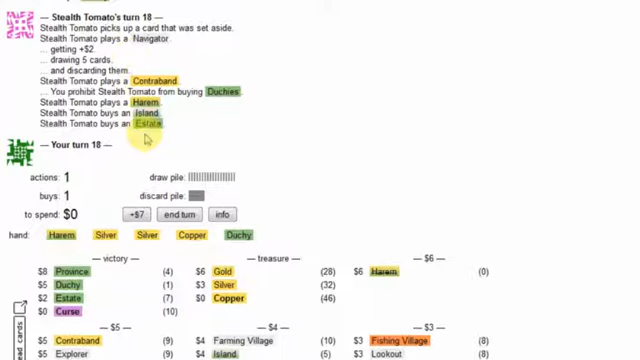 — Stealth Tomato's turn 18 —
Stealth Tomato picks up a card that was set aside.
Stealth Tomato plays a Navigator.
... getting +$2.
... drawing 5 cards.
... and discarding them.
Stealth Tomato plays a Contraband.
... You prohibit Stealth Tomato from buying Duchies.
Stealth Tomato plays a Harem.
Stealth Tomato buys an Island.
Stealth Tomato buys an Estate.
— Your turn 18 —
actions: 1 draw pile:
buys: 1 discard pile:
to spend: $0 +$7 end turn info
hand: Harem Silver Silver Copper Duchy
— victory — — treasure — — $6 —
$8 Province (4) $6 Gold (28) $6 Harem (0)
$5 Duchy (1) $3 Silver (32)
$2 Estate (7) $0 Copper (46)
$0 Curse (10)
— $5 — — $4 — — $3 —
$5 Contraband (9) $4 Farming Village (10) $3 Fishing Village (8)
$5 Explorer (9) $4 Island (5) $3 Lookout (8)
ead cards